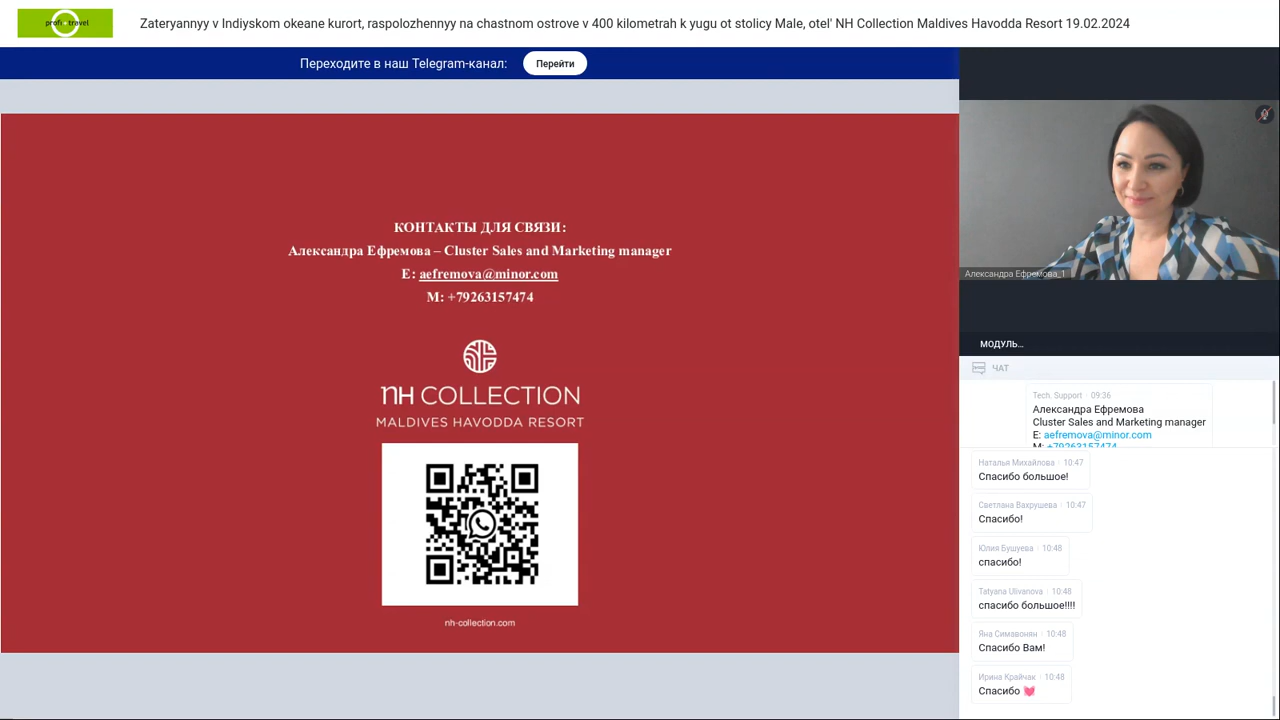 profi travel
Zateryannyy v Indiyskom okeane kurort, raspolozhennyy na chastnom ostrove v 400 kilometrah k yugu ot stolicy Male, otel' NH Collection Maldives Havodda Resort 19.02.2024
Переходите в наш Telegram-канал:
Перейти
КОНТАКТЫ ДЛЯ СВЯЗИ:
Александра Ефремова – Cluster Sales and Marketing manager
E: aefremova@minor.com
M: +79263157474
NH COLLECTION
MALDIVES HAVODDA RESORT
nh-collection.com
Александра Ефремова_1
МОДУЛЬ...
ЧАТ
Tech. Support 09:36
Александра Ефремова
Cluster Sales and Marketing manager
E: aefremova@minor.com
M: +79263157474
Наталья Михайлова 10:47
Спасибо большое!
Светлана Вахрушева 10:47
Спасибо!
Юлия Бушуева 10:48
спасибо!
Tatyana Ulivanova 10:48
спасибо большое!!!!
Яна Симавонян 10:48
Спасибо Вам!
Ирина Крайчак 10:48
Спасибо 💓